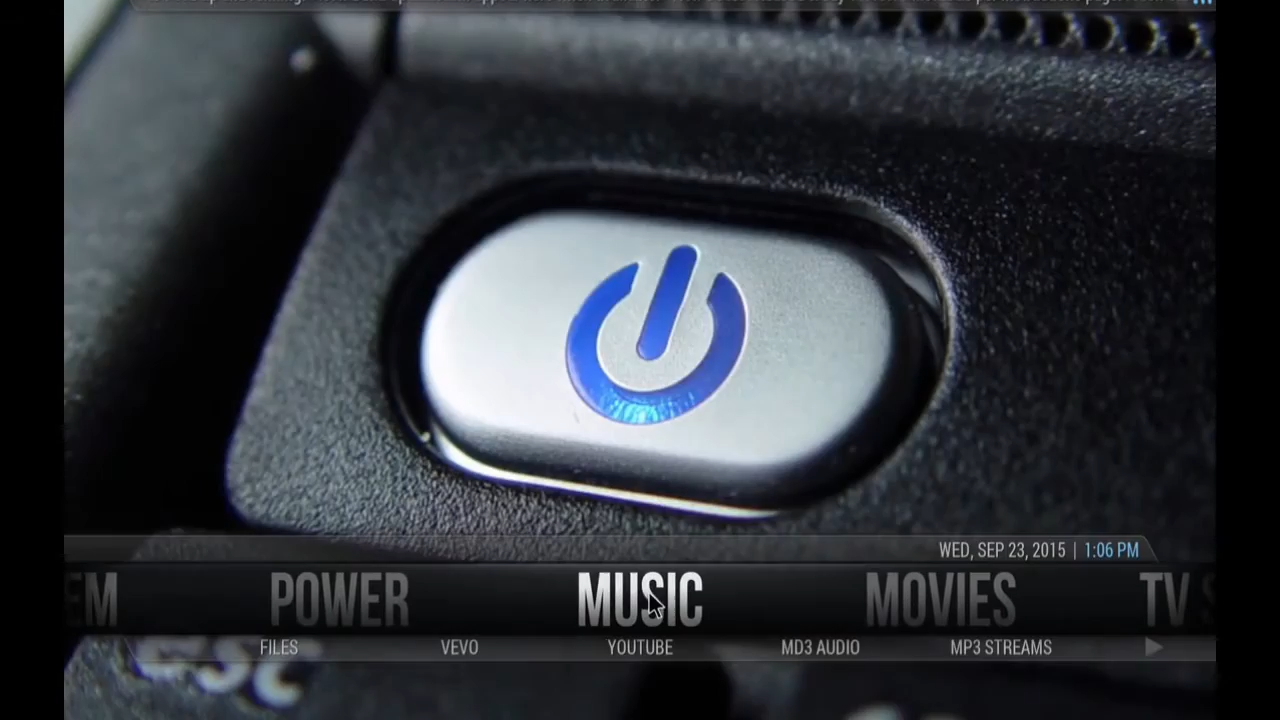 WED, SEP 23, 2015 | 1:06 PM
EM POWER MUSIC MOVIES TV S
FILES VEVO YOUTUBE MD3 AUDIO MP3 STREAMS
ESC